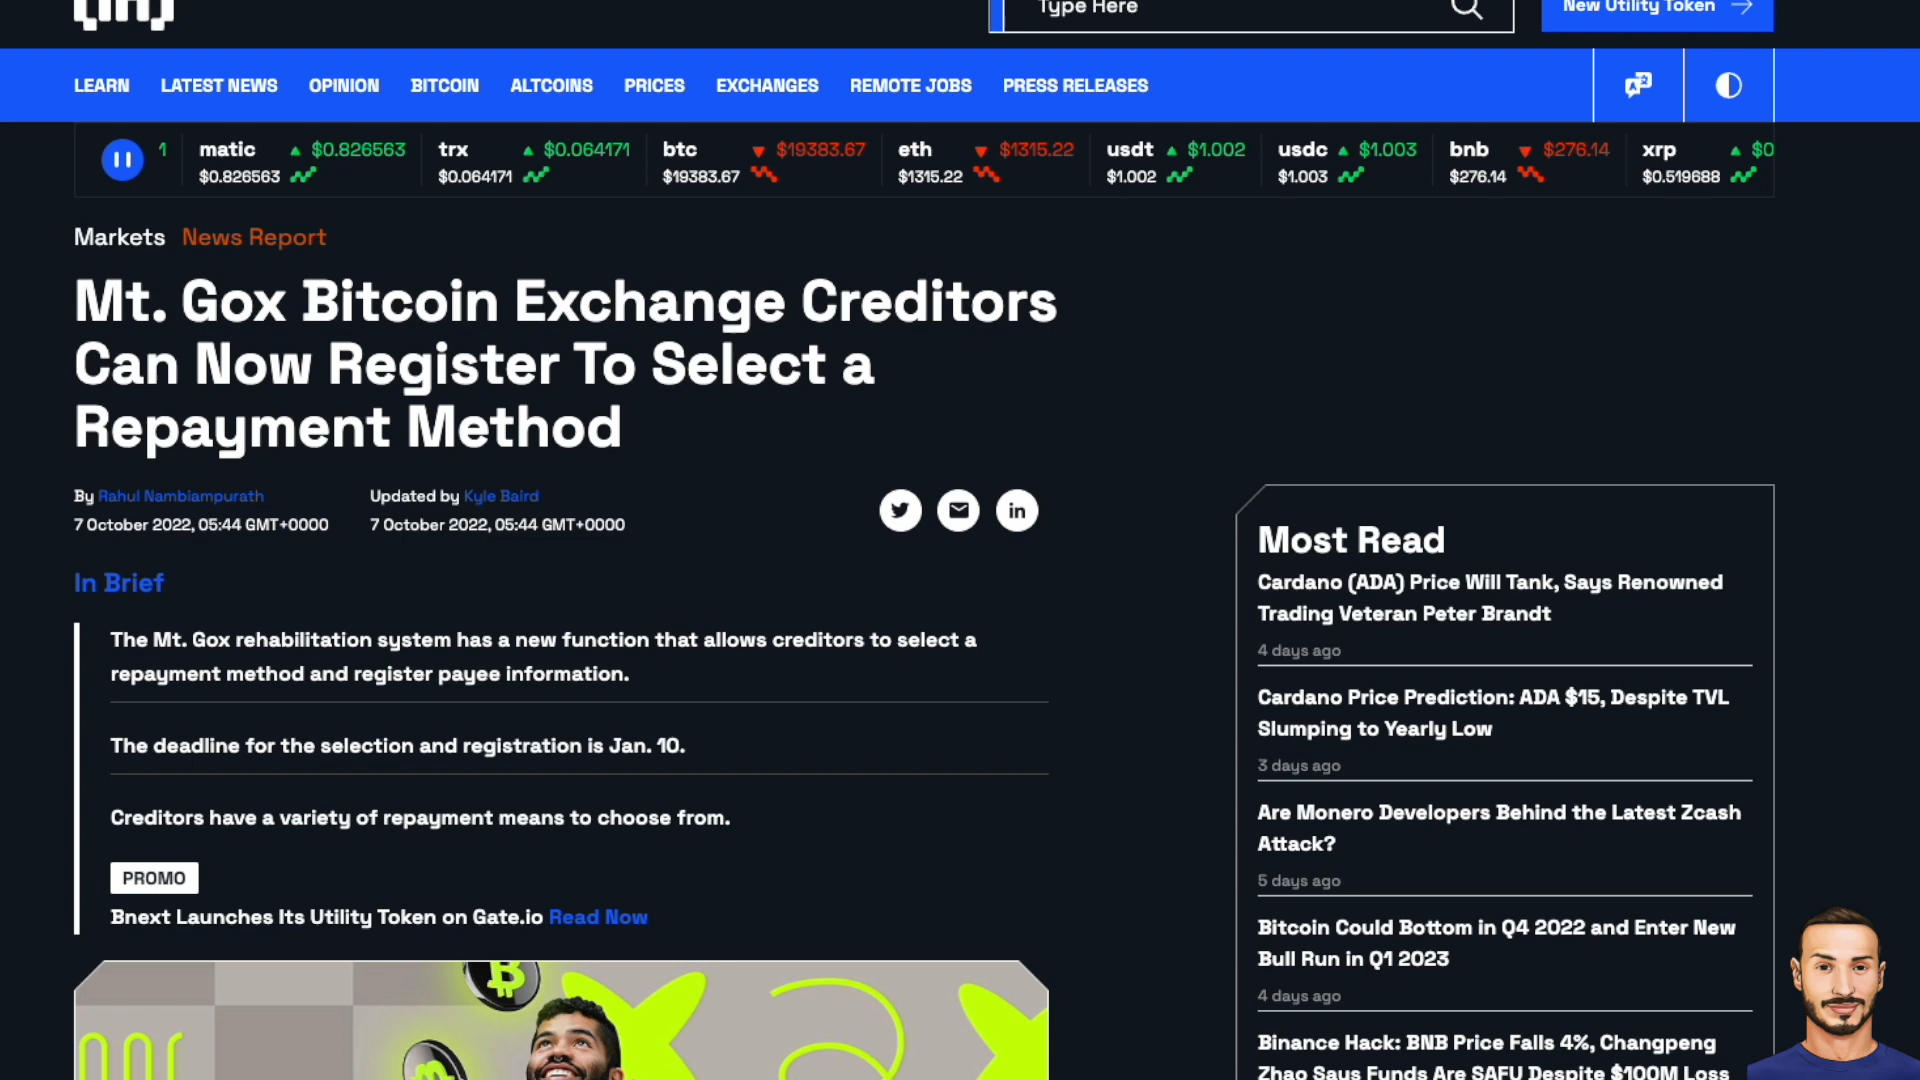 Type Here
New Utility Token
LEARN LATEST NEWS OPINION BITCOIN ALTCOINS PRICES EXCHANGES REMOTE JOBS PRESS RELEASES
1 matic ▲ $0.826563 trx ▲ $0.064171 btc ▼ $19383.67 eth ▼ $1315.22 usdt ▲ $1.002 usdc ▲ $1.003 bnb ▼ $276.14 xrp ▲ $0
$0.826563 $0.064171 $19383.67 $1315.22 $1.002 $1.003 $276.14 $0.519688
Markets News Report
Mt. Gox Bitcoin Exchange Creditors
Can Now Register To Select a
Repayment Method
By Rahul Nambiampurath
7 October 2022, 05:44 GMT+0000
Updated by Kyle Baird
7 October 2022, 05:44 GMT+0000
in
In Brief
The Mt. Gox rehabilitation system has a new function that allows creditors to select a
repayment method and register payee information.
The deadline for the selection and registration is Jan. 10.
Creditors have a variety of repayment means to choose from.
PROMO
Bnext Launches Its Utility Token on Gate.io Read Now
Most Read
Cardano (ADA) Price Will Tank, Says Renowned
Trading Veteran Peter Brandt
4 days ago
Cardano Price Prediction: ADA $15, Despite TVL
Slumping to Yearly Low
3 days ago
Are Monero Developers Behind the Latest Zcash
Attack?
5 days ago
Bitcoin Could Bottom in Q4 2022 and Enter New
Bull Run in Q1 2023
4 days ago
Binance Hack: BNB Price Falls 4%, Changpeng
Zhao Says Funds Are SAFU Despite $100M Loss